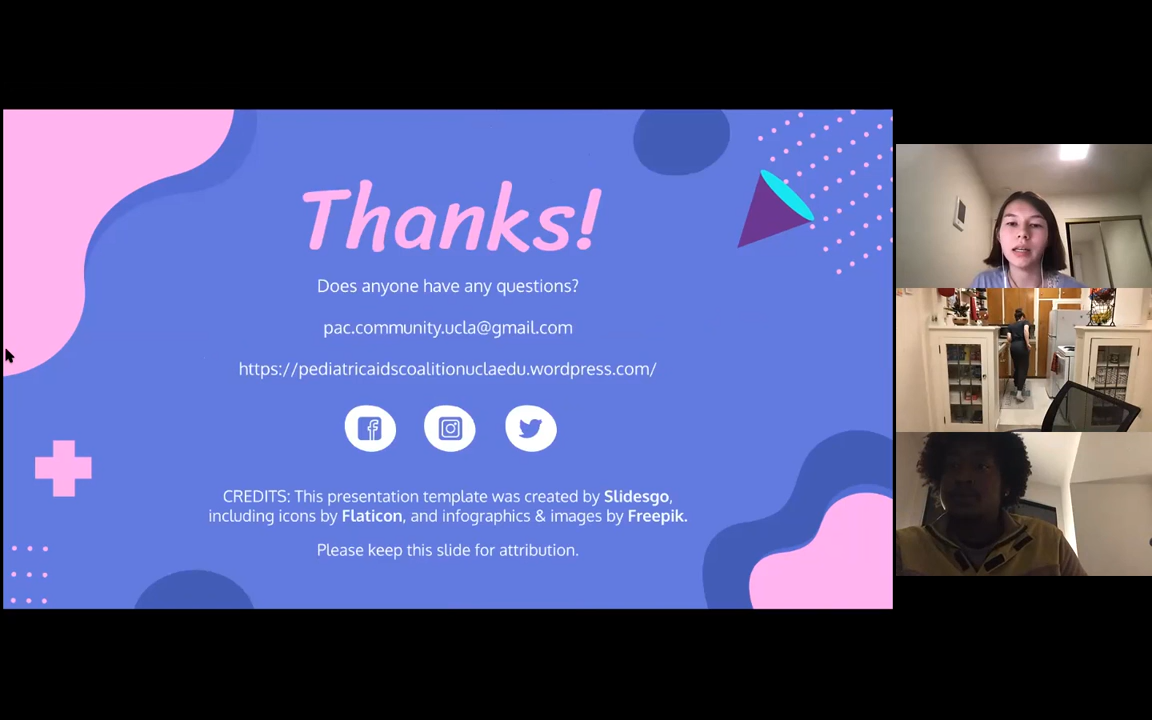 Thanks!
Does anyone have any questions?
pac.community.ucla@gmail.com
https://pediatricaidscoalitionuclaedu.wordpress.com/
CREDITS: This presentation template was created by Slidesgo,
including icons by Flaticon, and infographics & images by Freepik.
Please keep this slide for attribution.